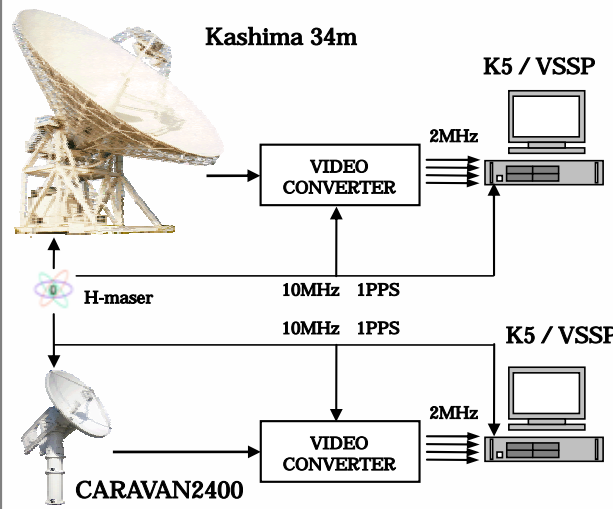 Kashima 34m
K5 / VSSP
2MHz
VIDEO
CONVERTER
H-maser
10MHz 1PPS
10MHz 1PPS
K5 / VSSP
2MHz
VIDEO
CONVERTER
CARAVAN2400